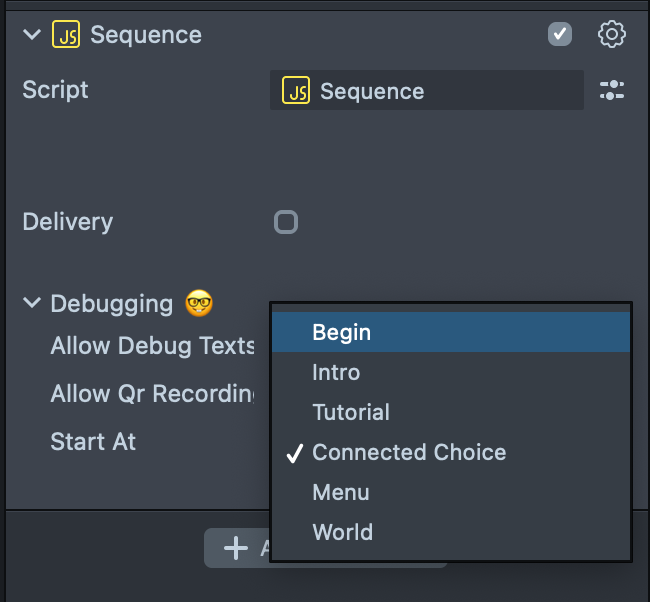 JS Sequence
Script
JS Sequence
Delivery
Debugging 🤓
Allow Debug Texts
Allow Qr Recording
Start At
Begin
Intro
Tutorial
✓ Connected Choice
Menu
World
+ A